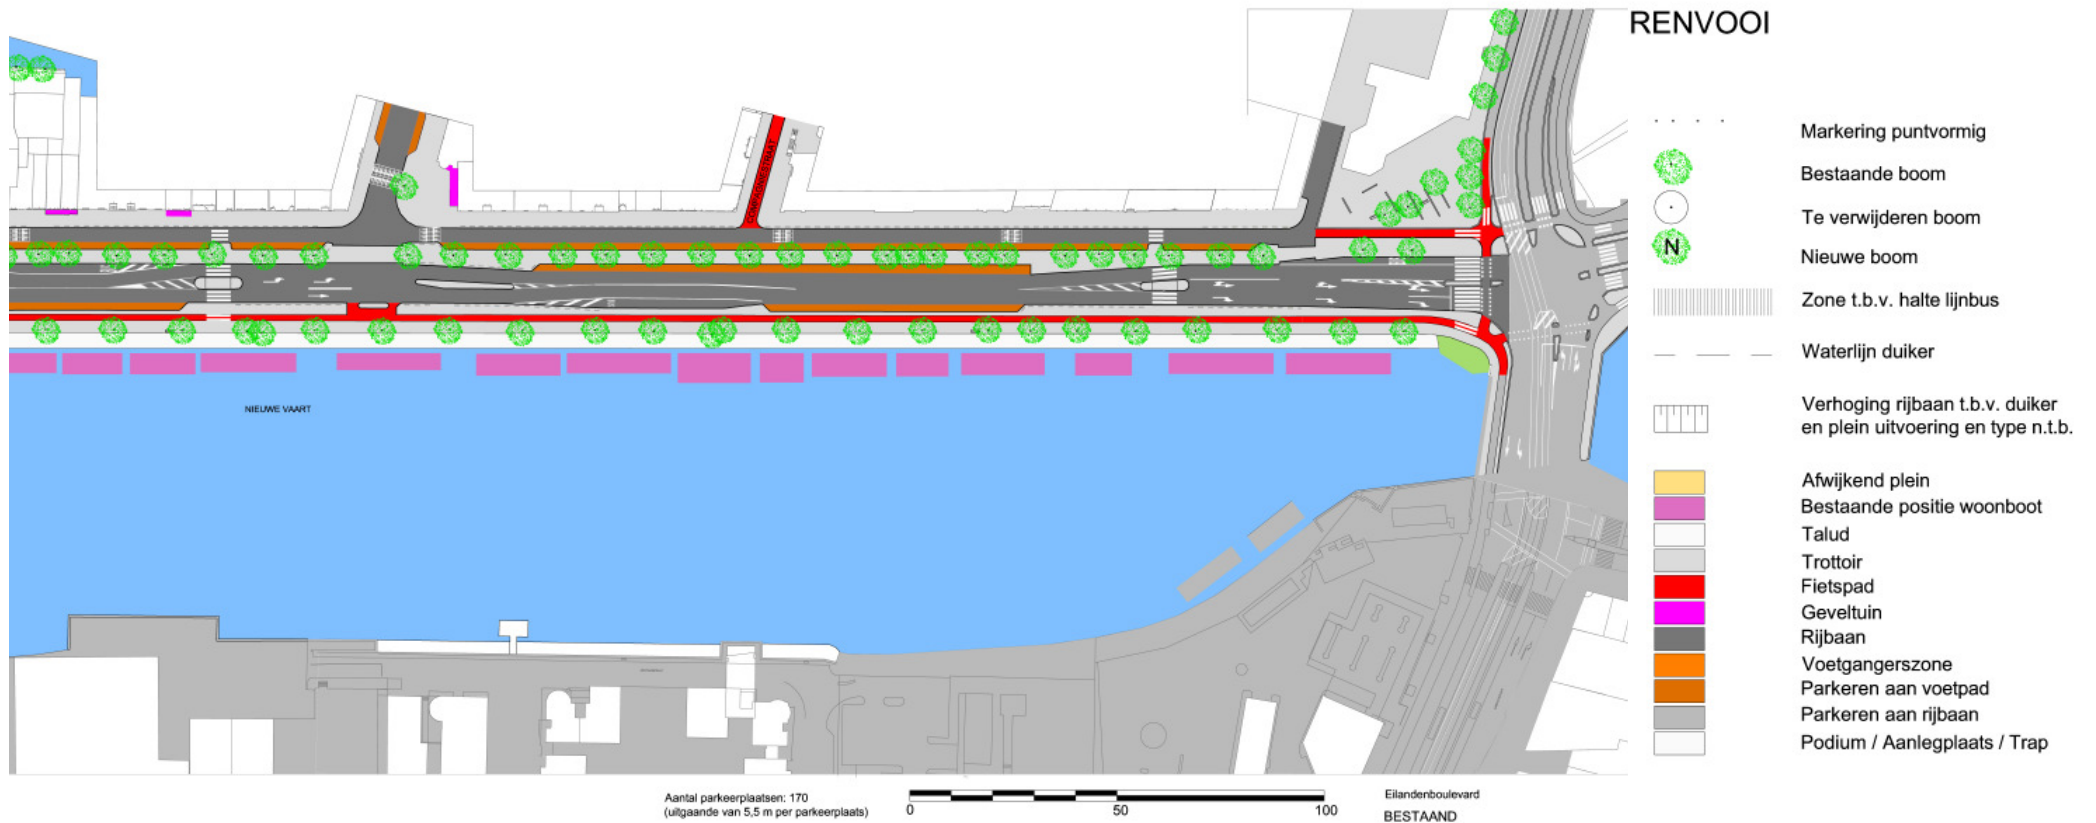 RENVOOI
COMPAGNIESTRAAT
NIEUWE VAART
Markering puntvormig
Bestaande boom
Te verwijderen boom
N
Nieuwe boom
Zone t.b.v. halte lijnbus
Waterlijn duiker
Verhoging rijbaan t.b.v. duiker
en plein uitvoering en type n.t.b.
Afwijkend plein
Bestaande positie woonboot
Talud
Trottoir
Fietspad
Geveltuin
Rijbaan
Voetgangerszone
Parkeren aan voetpad
Parkeren aan rijbaan
Podium / Aanlegplaats / Trap
Aantal parkeerplaatsen: 170
(uitgaande van 5,5 m per parkeerplaats)
0 50 100
Eilandenboulevard
BESTAAND